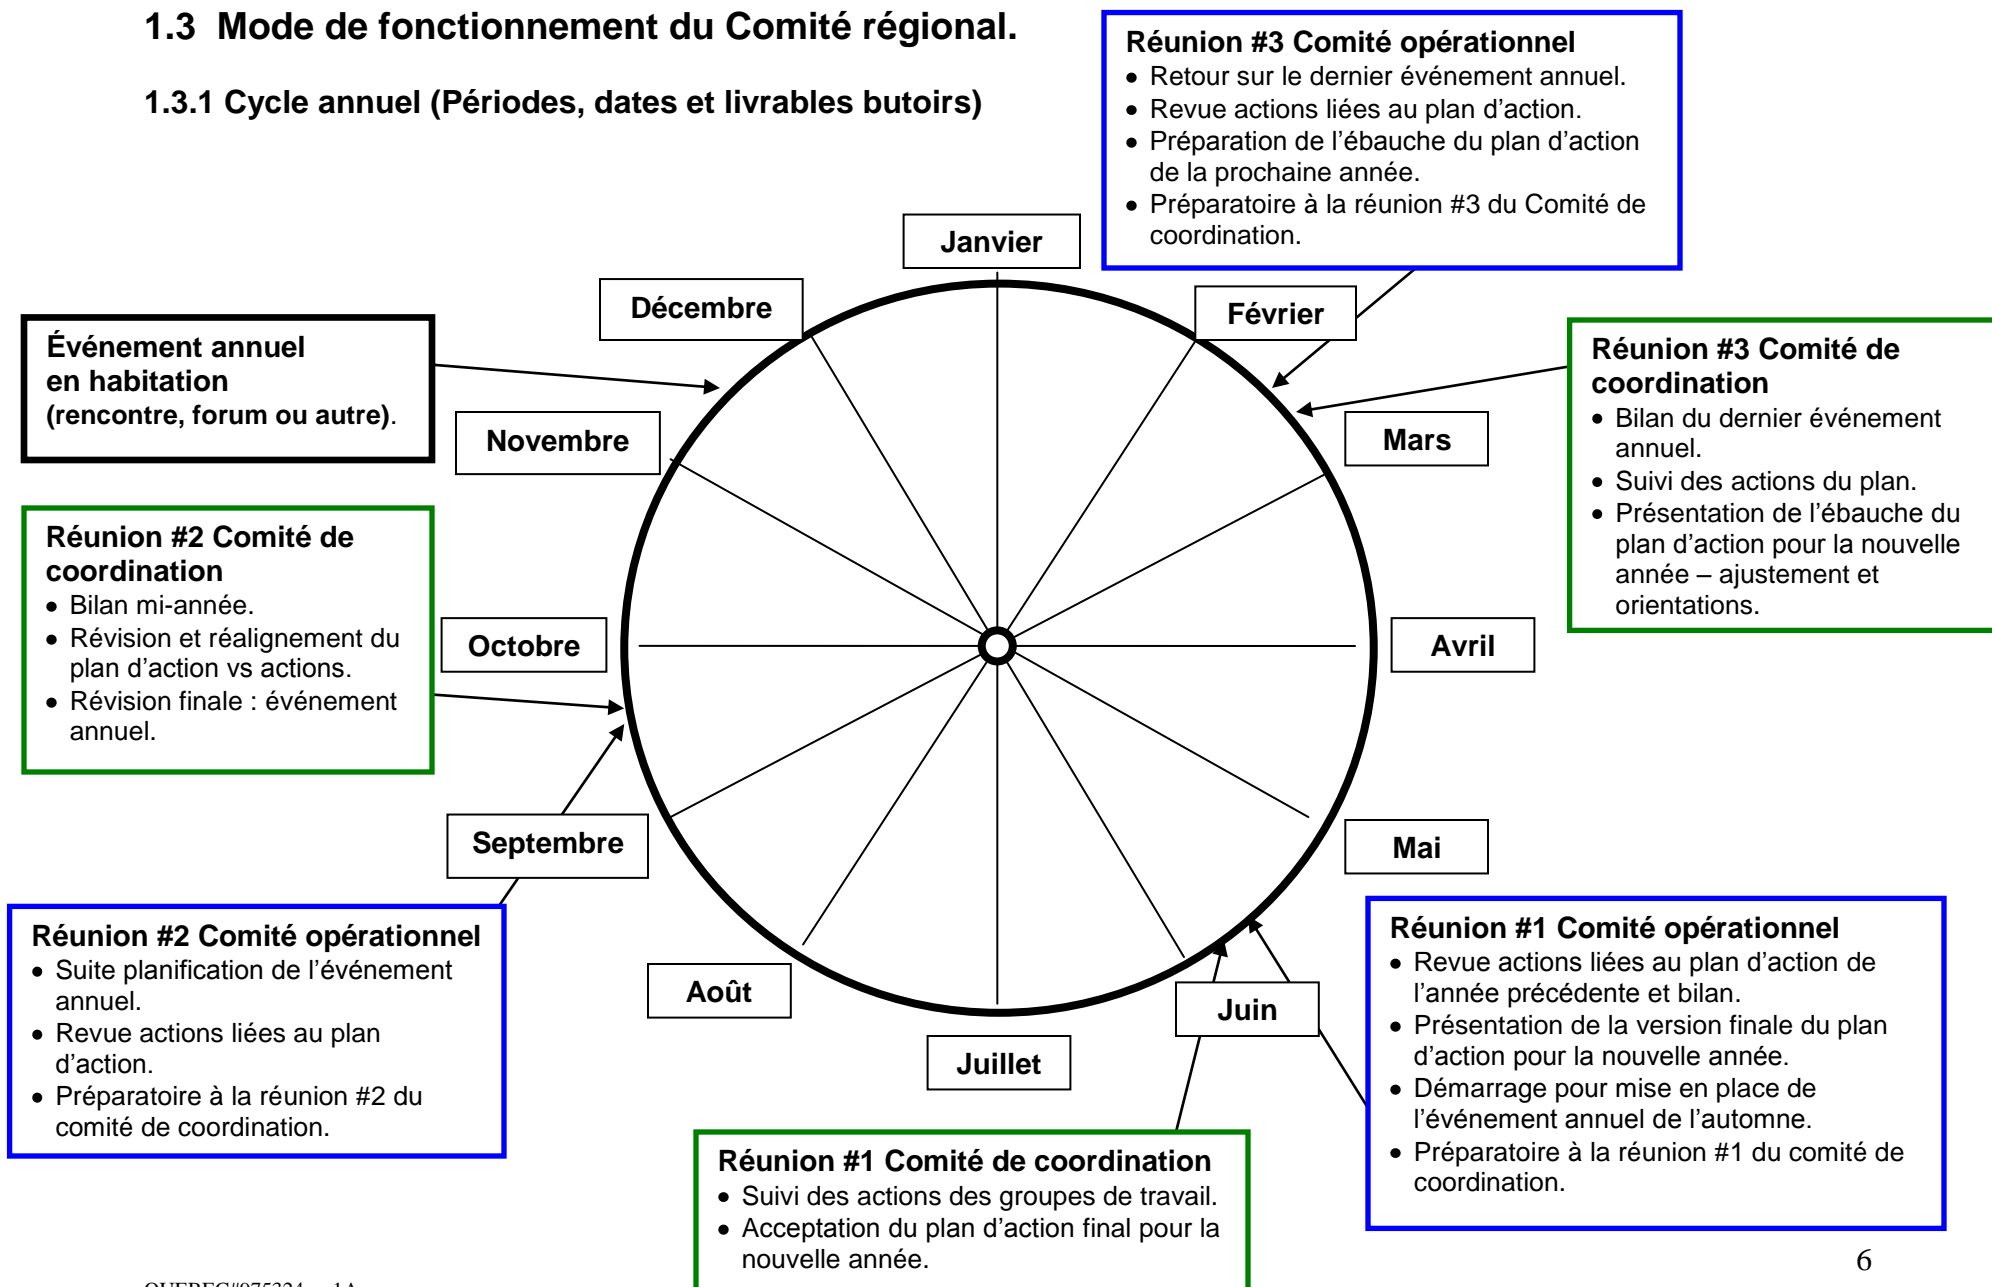 1.3 Mode de fonctionnement du Comité régional.
1.3.1 Cycle annuel (Périodes, dates et livrables butoirs)
Réunion #3 Comité opérationnel
• Retour sur le dernier événement annuel.
• Revue actions liées au plan d’action.
• Préparation de l’ébauche du plan d’action
de la prochaine année.
• Préparatoire à la réunion #3 du Comité de
coordination.
Janvier
Décembre
Février
Événement annuel
en habitation
(rencontre, forum ou autre).
Réunion #3 Comité de
coordination
• Bilan du dernier événement
annuel.
• Suivi des actions du plan.
• Présentation de l’ébauche du
plan d’action pour la nouvelle
année – ajustement et
orientations.
Novembre
Mars
Réunion #2 Comité de
coordination
• Bilan mi-année.
• Révision et réalignement du
plan d’action vs actions.
• Révision finale : événement
annuel.
Octobre
Avril
Septembre
Mai
Réunion #2 Comité opérationnel
• Suite planification de l’événement
annuel.
• Revue actions liées au plan
d’action.
• Préparatoire à la réunion #2 du
comité de coordination.
Août
Juin
Juillet
Réunion #1 Comité opérationnel
• Revue actions liées au plan d’action de
l’année précédente et bilan.
• Présentation de la version finale du plan
d’action pour la nouvelle année.
• Démarrage pour mise en place de
l’événement annuel de l’automne.
• Préparatoire à la réunion #1 du comité de
coordination.
Réunion #1 Comité de coordination
• Suivi des actions des groupes de travail.
• Acceptation du plan d’action final pour la
nouvelle année.
6